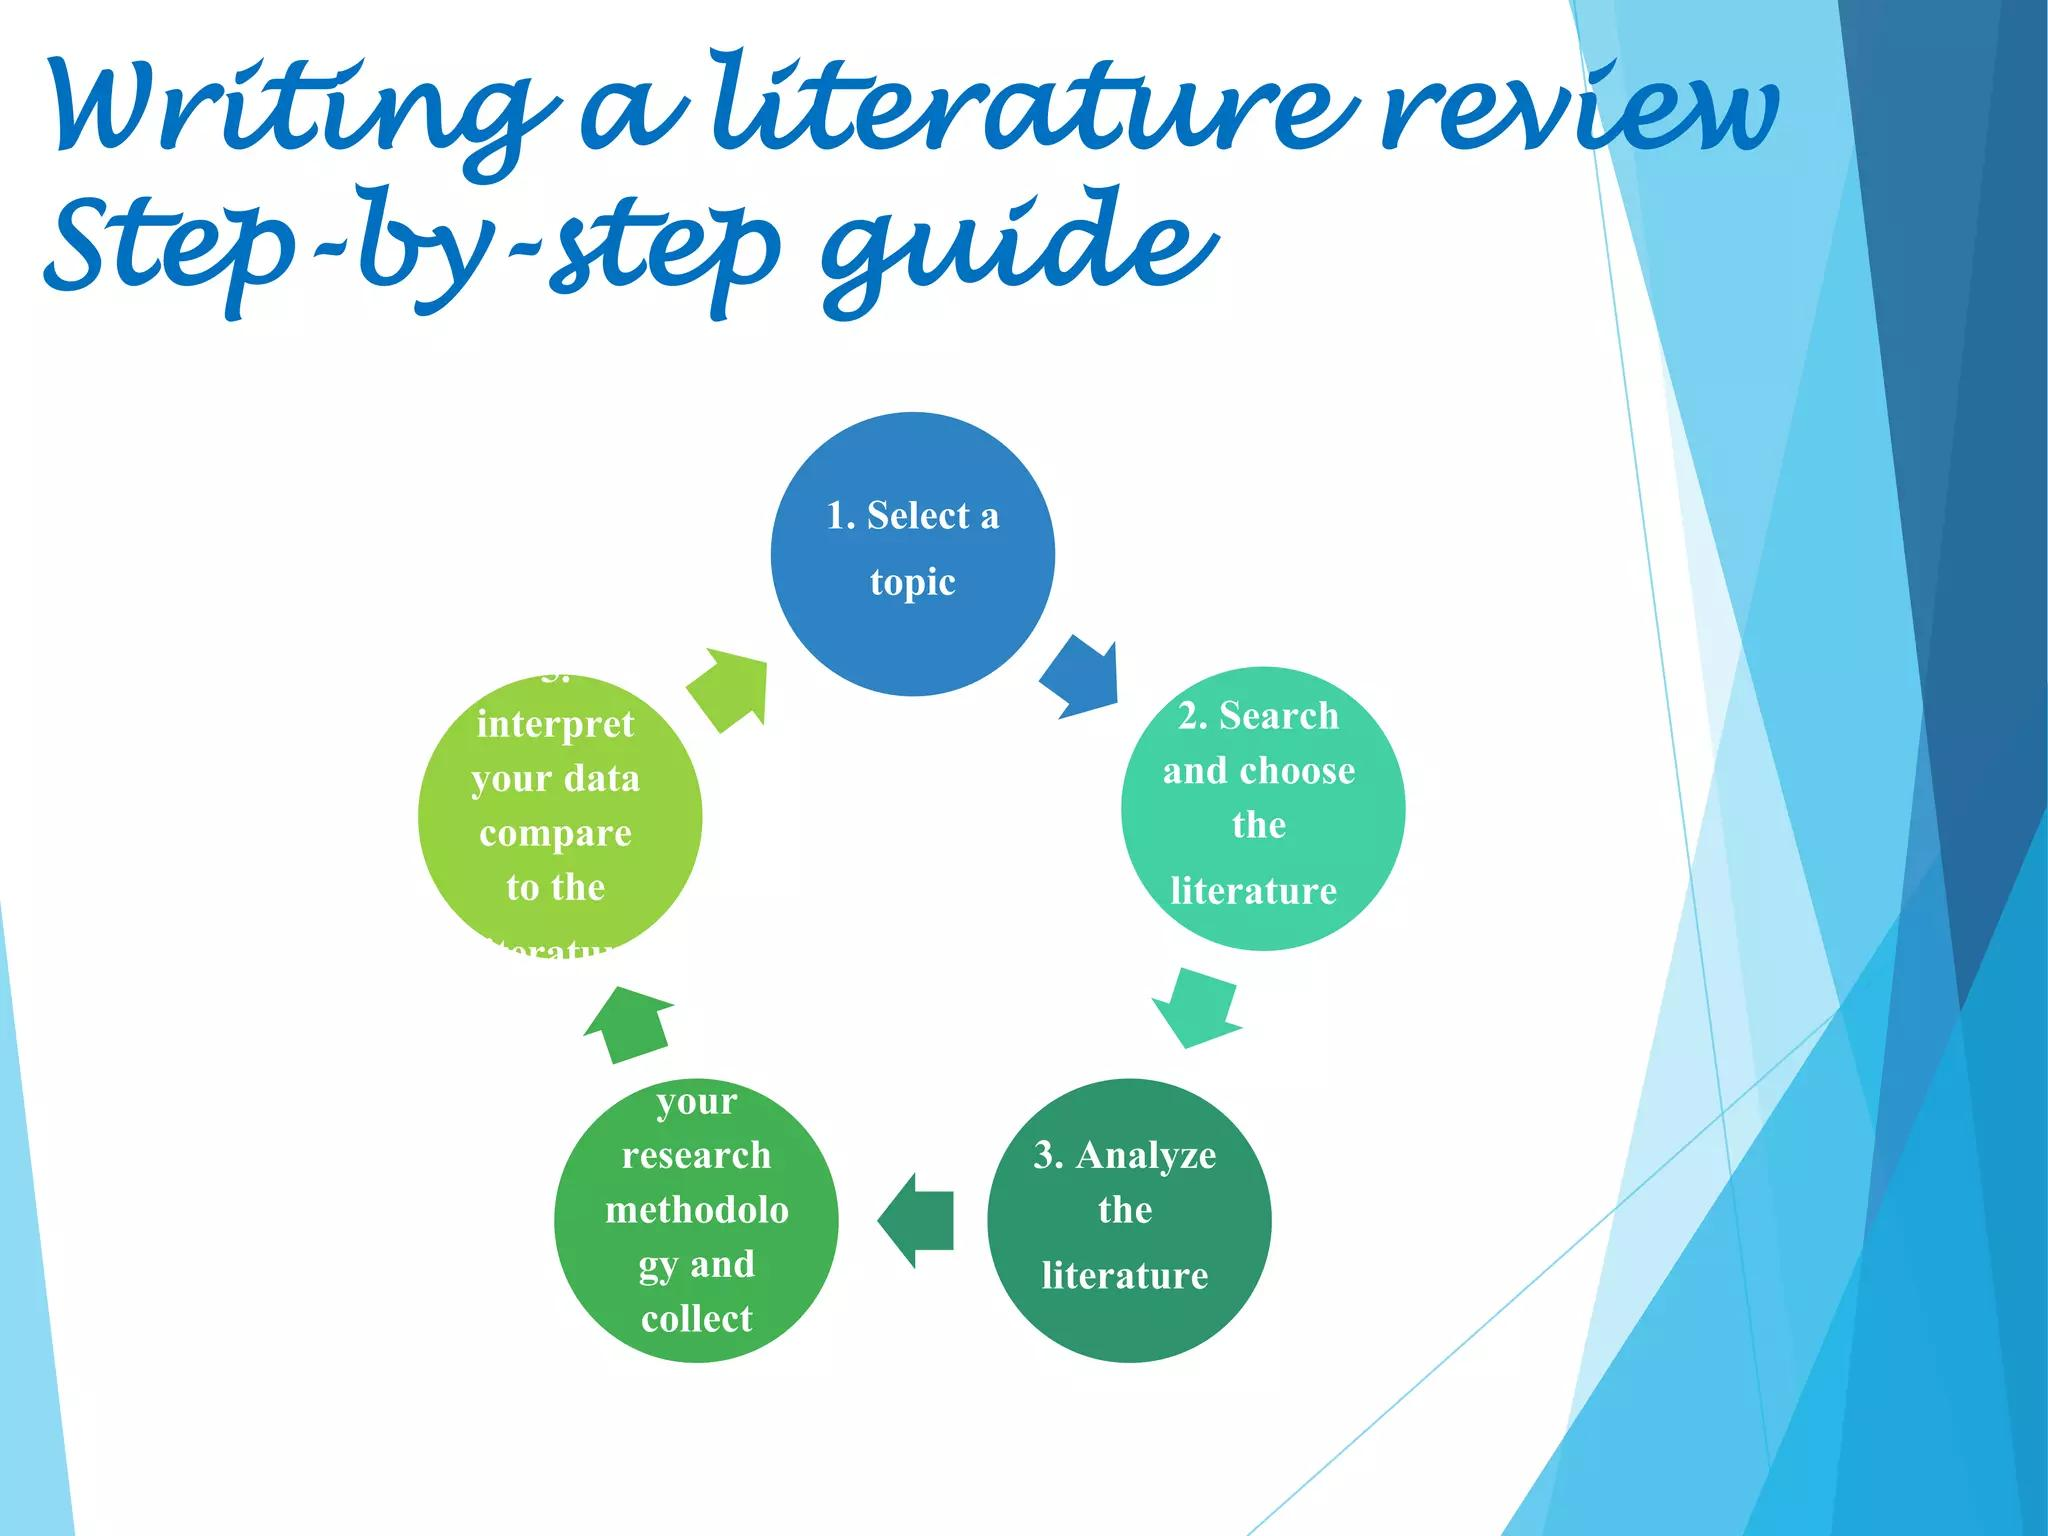 Writing a literature review
Step-by-step guide
1. Select a
topic
2. Search
and choose
the
literature
3. Analyze
the
literature
your
research
methodolo
gy and
collect
interpret
your data
compare
to the